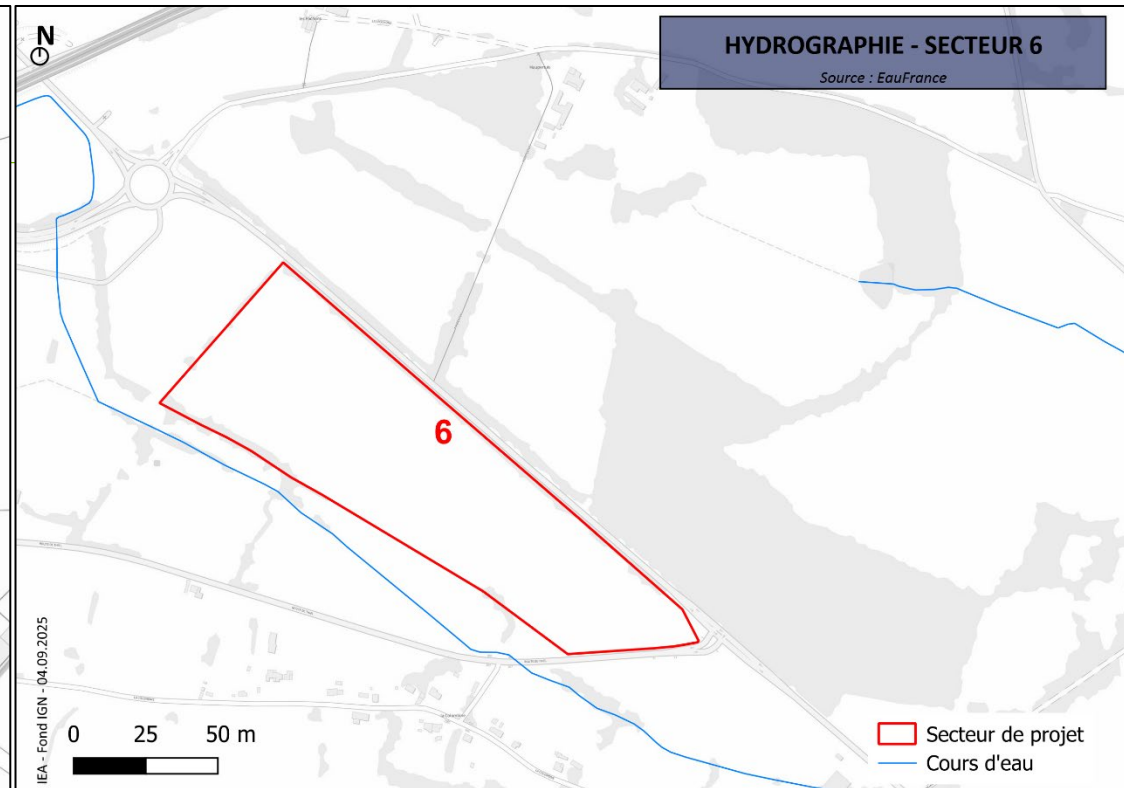 N
HYDROGRAPHIE - SECTEUR 6
Source : EauFrance
6
IEA - Fond IGN - 04.09.2025
0 25 50 m
Secteur de projet
Cours d'eau